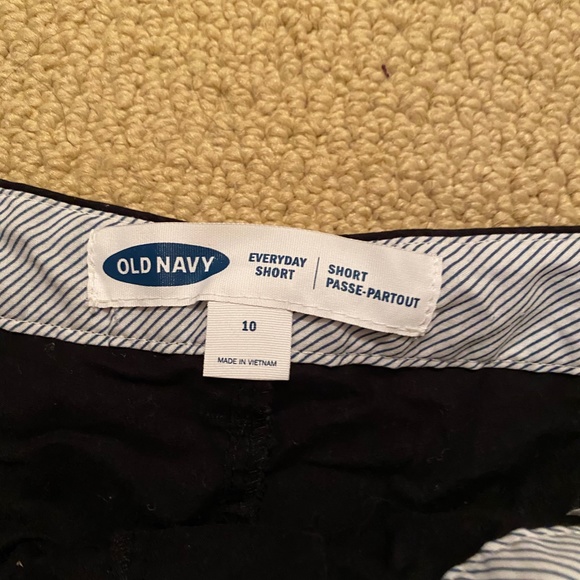 OLD NAVY
EVERYDAY
SHORT
SHORT
PASSE-PARTOUT
10
MADE IN VIETNAM